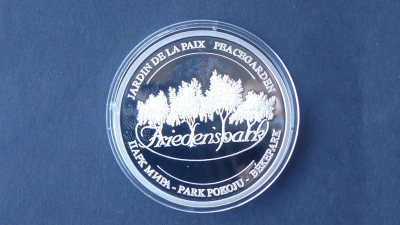 JARDIN DE LA PAIX PEACEGARDEN
Friedenspark
ПАРК МИРА - PARK POKOJU - BÉKEPARK